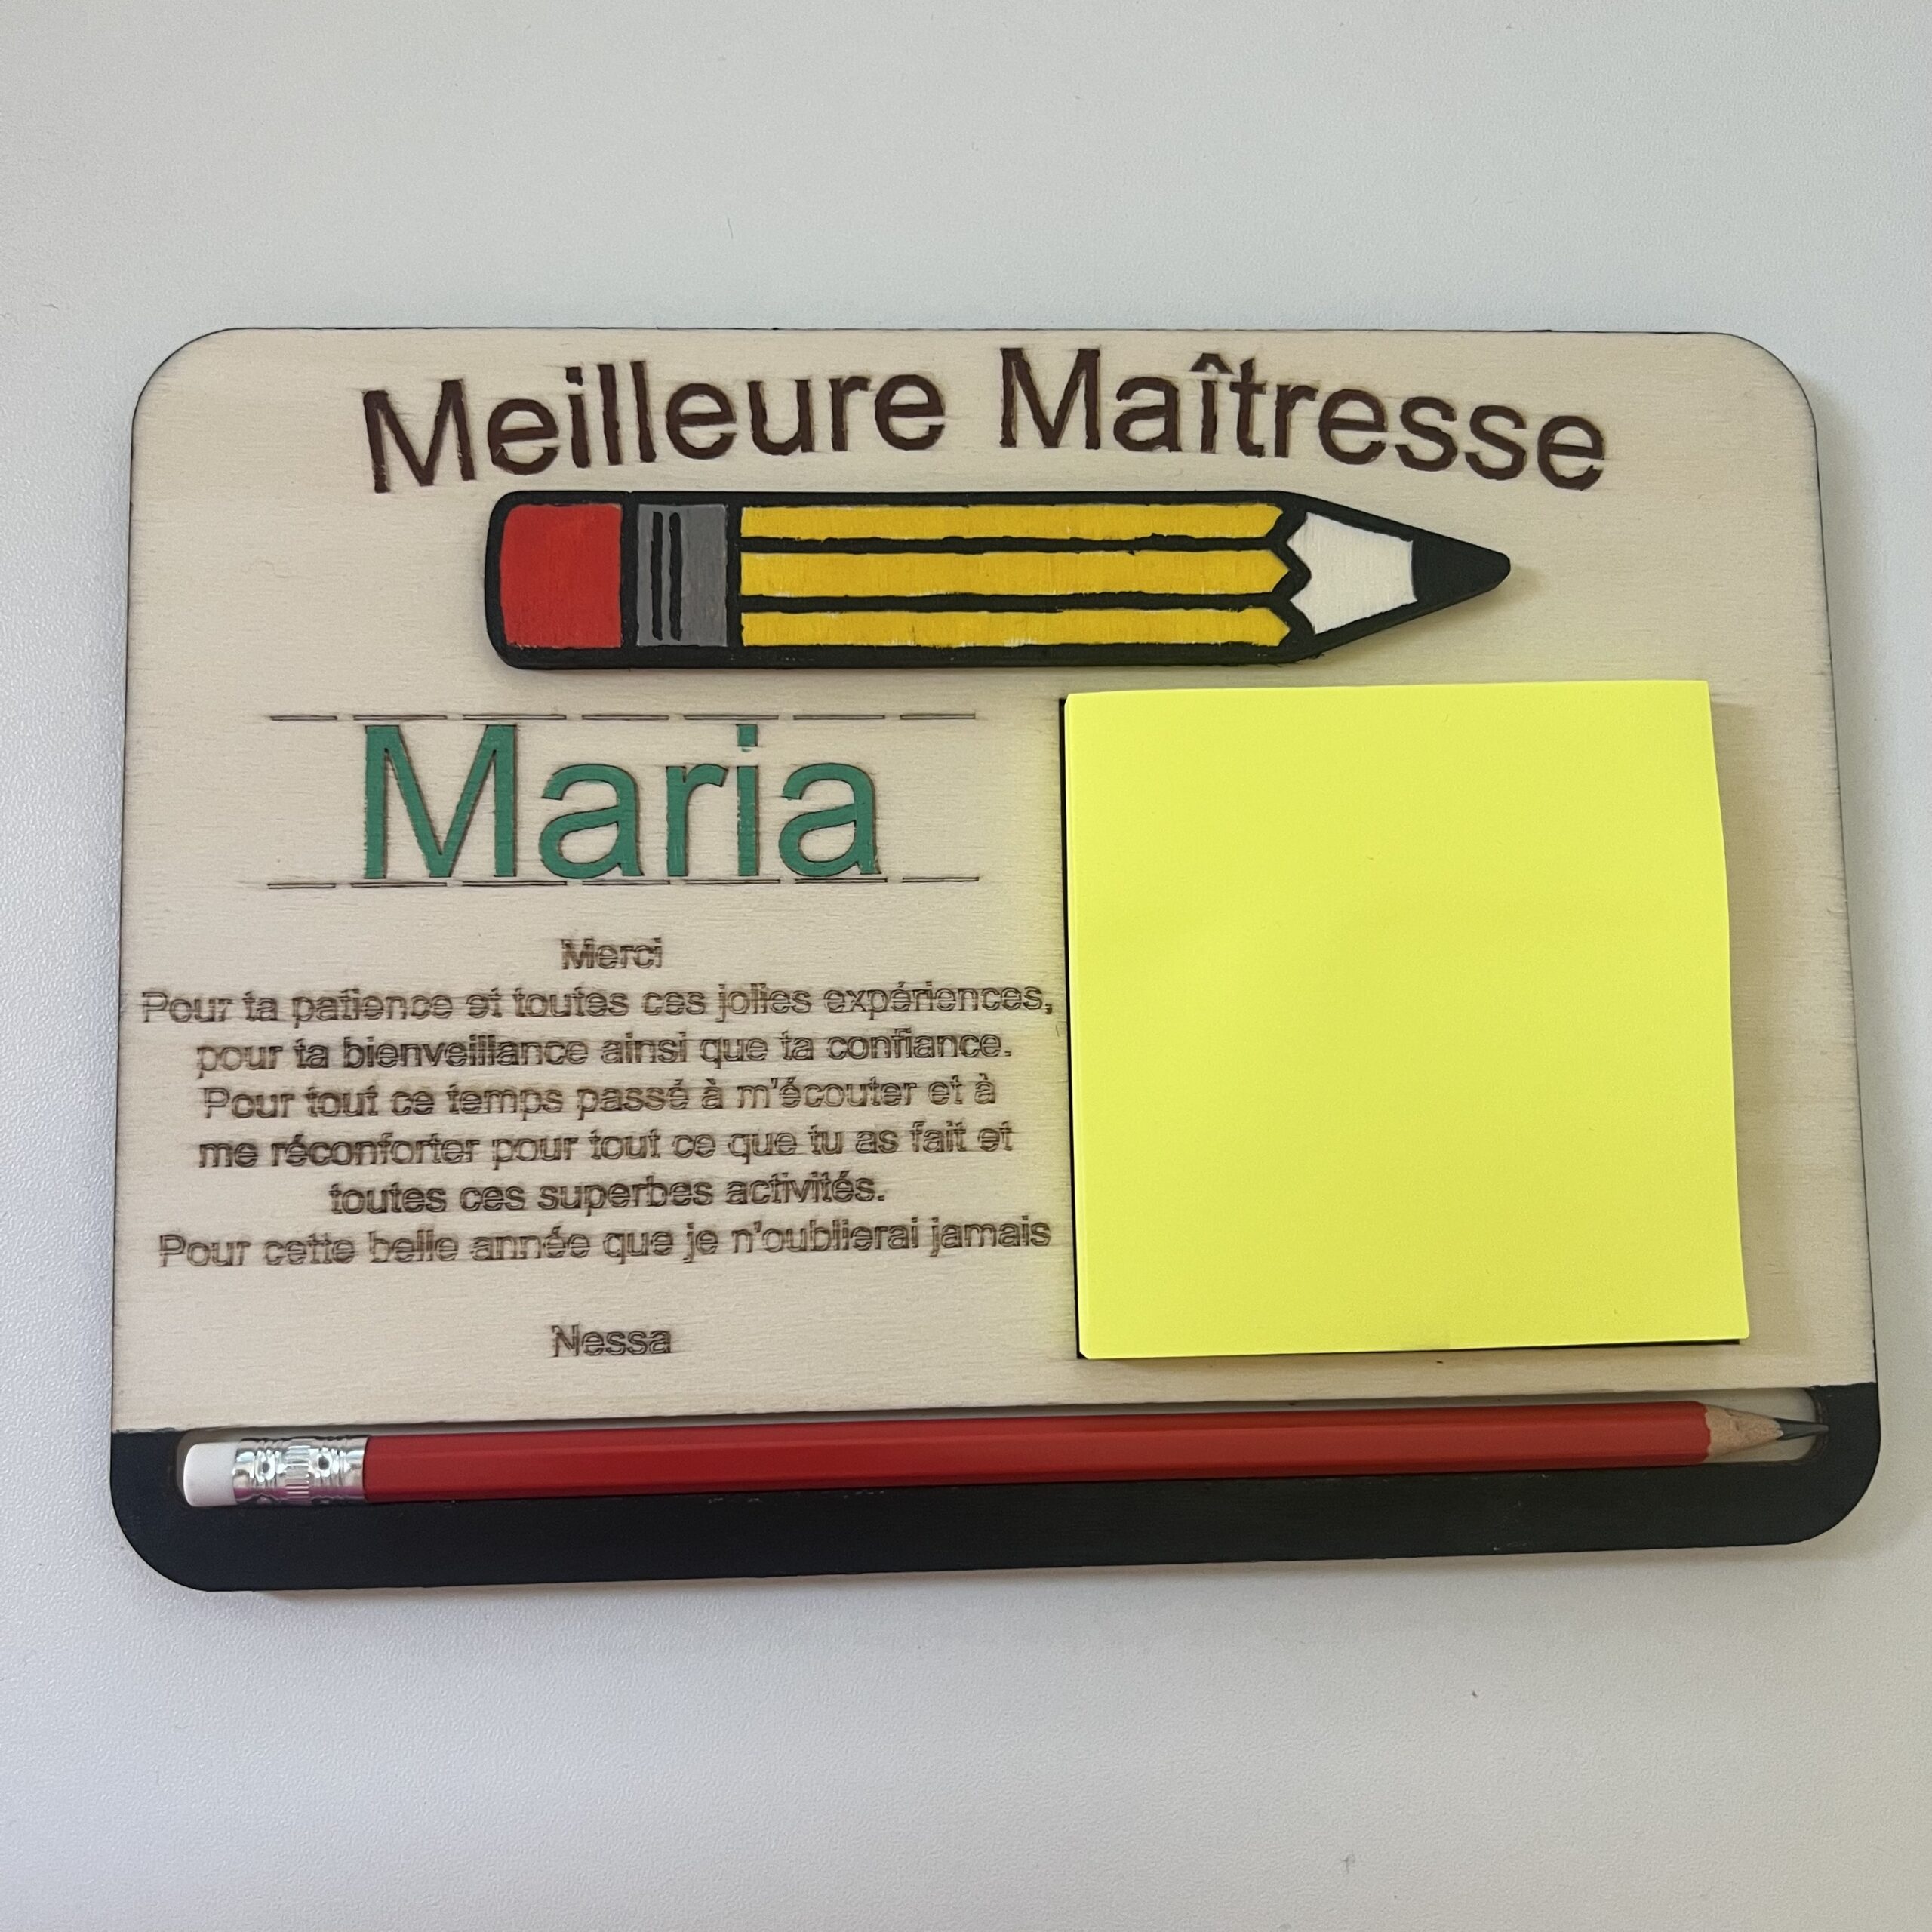 Meilleure Maîtresse
Maria
Merci
Pour ta patience et toutes ces jolies expériences,
pour ta bienveillance ainsi que ta confiance.
Pour tout ce temps passé à m'écouter et à
me réconforter pour tout ce que tu as fait et
toutes ces superbes activités.
Pour cette belle année que je n'oublierai jamais
Nessa